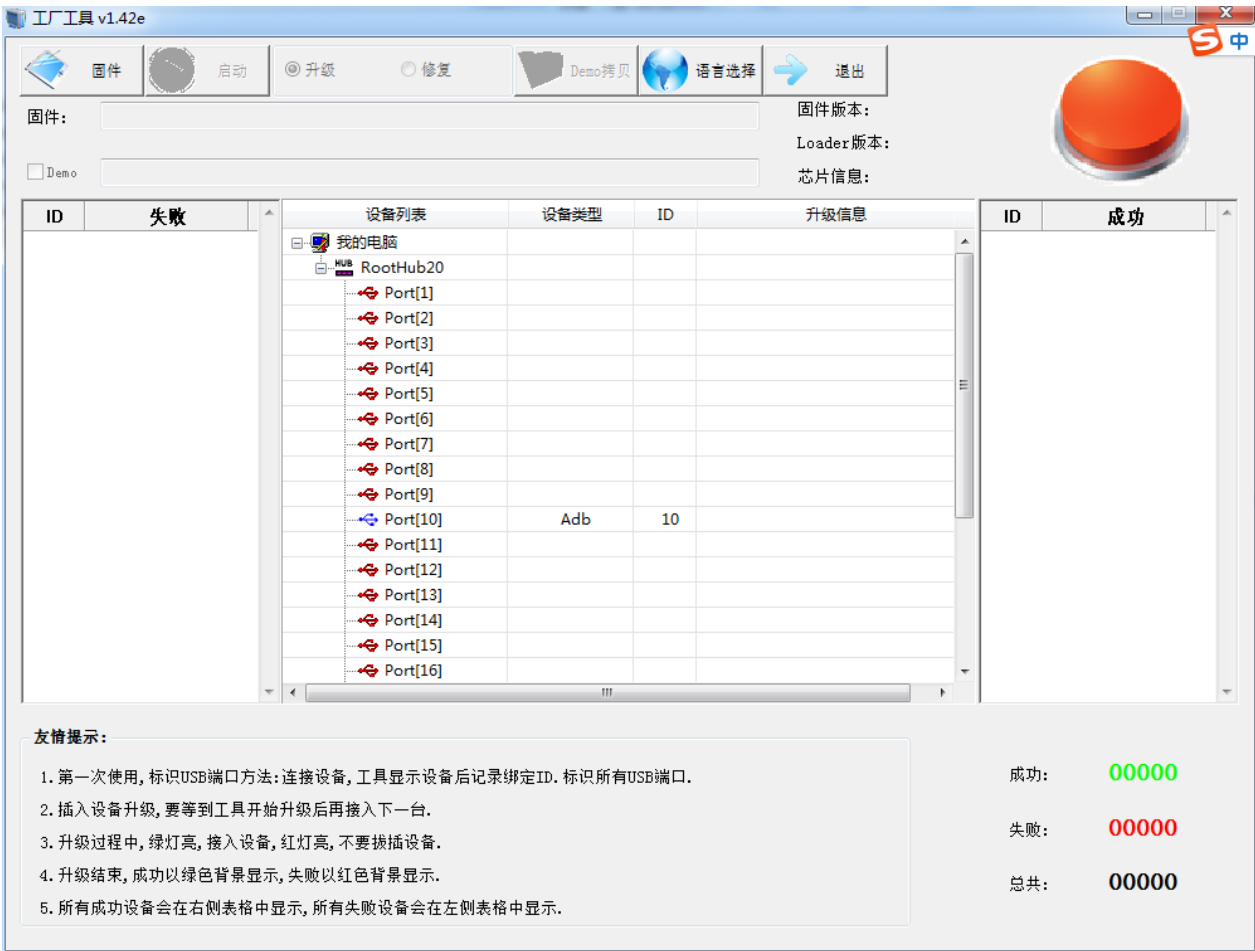 工厂工具 v1.42e
中
固件
启动
升级
修复
Demo拷贝
语言选择
退出
固件:
固件版本:
Loader版本:
Demo
芯片信息:
ID 失败
设备列表 设备类型 ID 升级信息
ID 成功
我的电脑
HUB RootHub20
Port[1]
Port[2]
Port[3]
Port[4]
Port[5]
Port[6]
Port[7]
Port[8]
Port[9]
Port[10] Adb 10
Port[11]
Port[12]
Port[13]
Port[14]
Port[15]
Port[16]
友情提示:
1.第一次使用,标识USB端口方法:连接设备,工具显示设备后记录绑定ID.标识所有USB端口.
2.插入设备升级,要等到工具开始升级后再接入下一台.
3.升级过程中,绿灯亮,接入设备,红灯亮,不要拔插设备.
4.升级结束,成功以绿色背景显示,失败以红色背景显示.
5.所有成功设备会在右侧表格中显示,所有失败设备会在左侧表格中显示.
成功: 00000
失败: 00000
总共: 00000